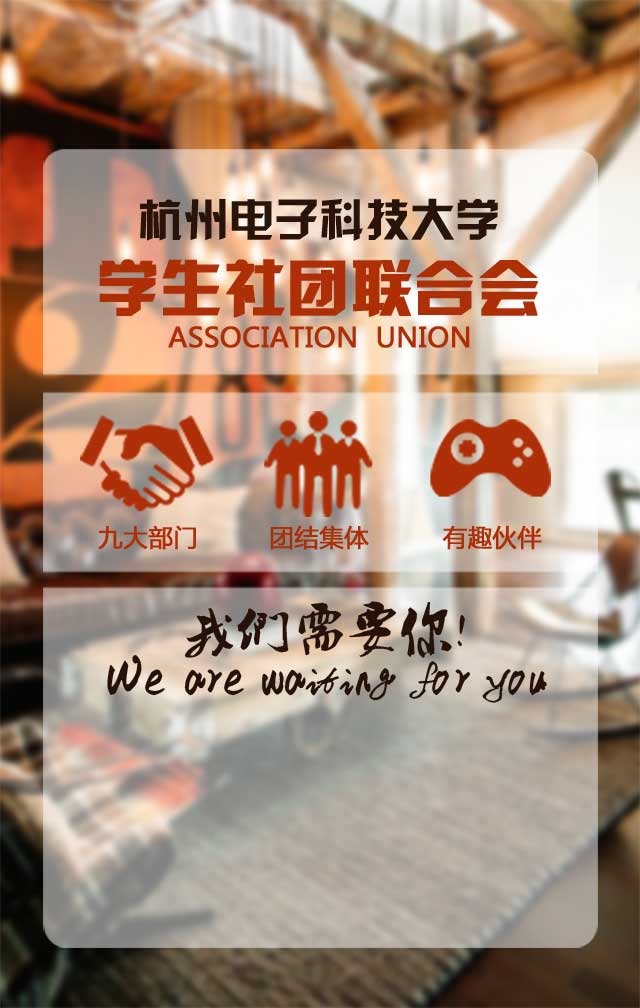 杭州电子科技大学
学生社团联合会
ASSOCIATION UNION
九大部门 团结集体 有趣伙伴
我們需要你!
We are waiting for you